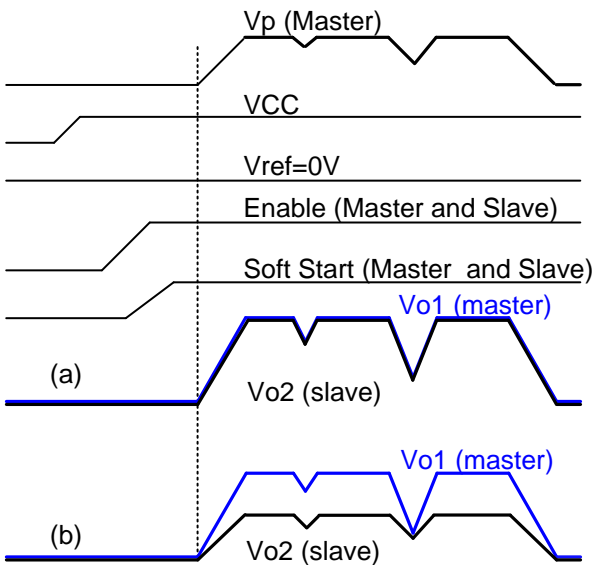 Vp (Master)
VCC
Vref=0V
Enable (Master and Slave)
Soft Start (Master and Slave)
Vo1 (master)
(a)
Vo2 (slave)
Vo1 (master)
(b)
Vo2 (slave)